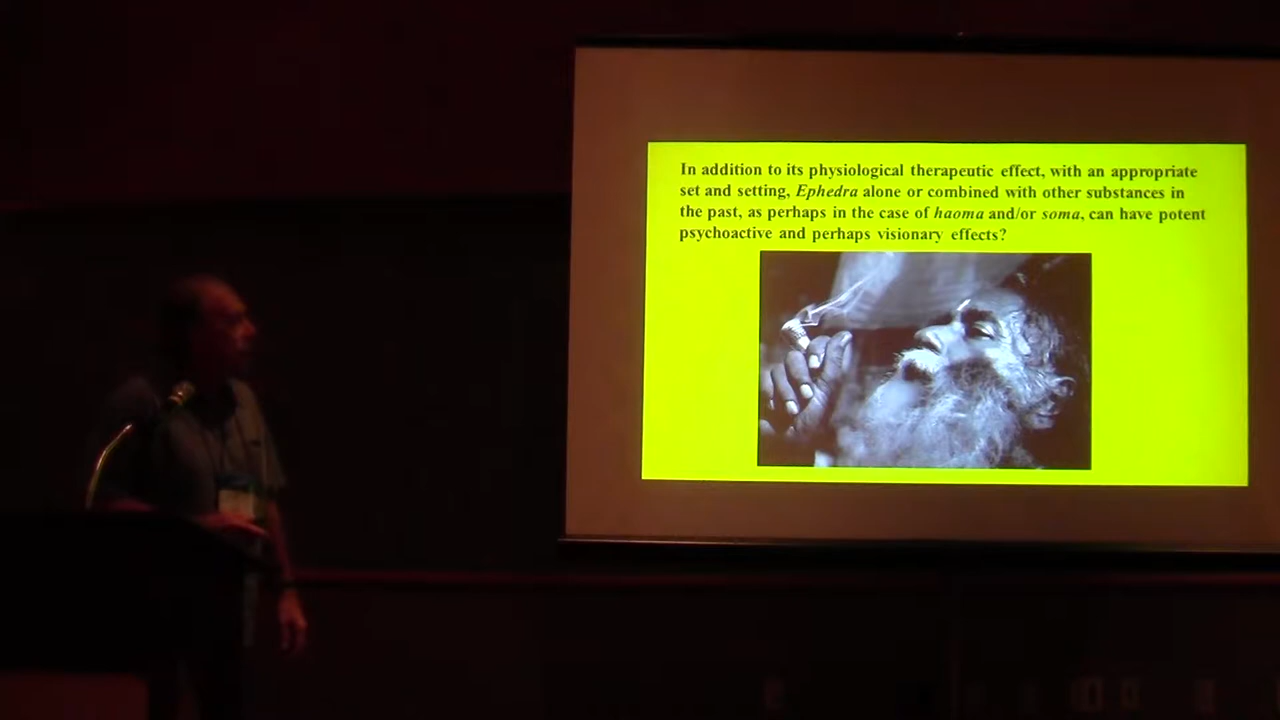 In addition to its physiological therapeutic effect, with an appropriate
set and setting, Ephedra alone or combined with other substances in
the past, as perhaps in the case of haoma and/or soma, can have potent
psychoactive and perhaps visionary effects?